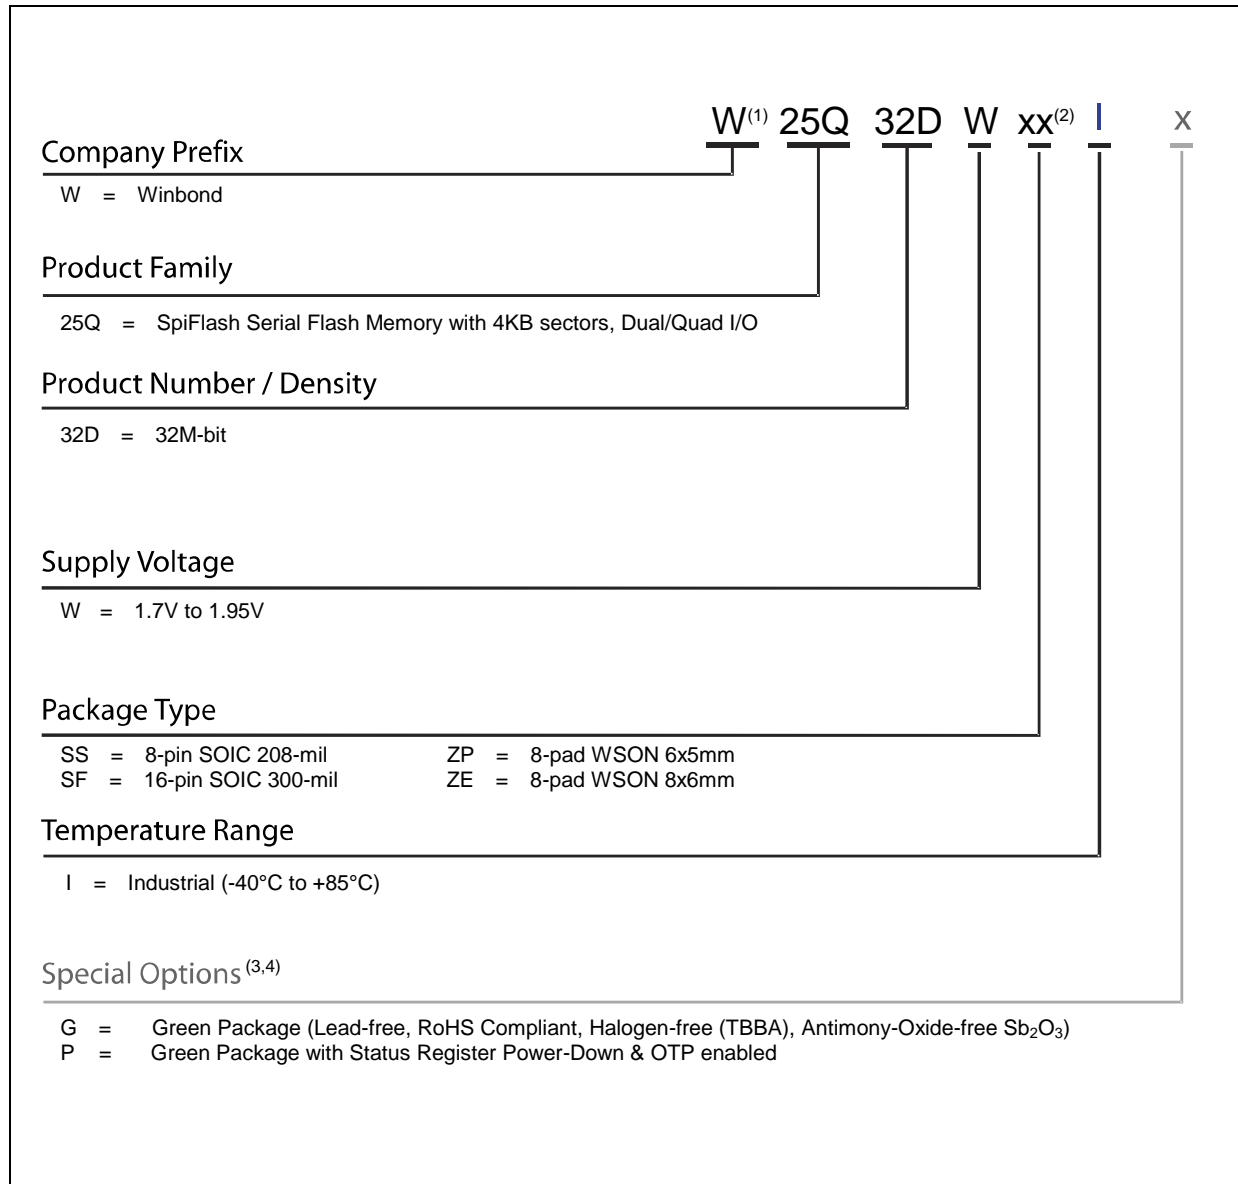 W(1) 25Q 32D W xx(2) I x
Company Prefix
W = Winbond
Product Family
25Q = SpiFlash Serial Flash Memory with 4KB sectors, Dual/Quad I/O
Product Number / Density
32D = 32M-bit
Supply Voltage
W = 1.7V to 1.95V
Package Type
SS = 8-pin SOIC 208-mil ZP = 8-pad WSON 6x5mm
SF = 16-pin SOIC 300-mil ZE = 8-pad WSON 8x6mm
Temperature Range
I = Industrial (-40°C to +85°C)
Special Options (3,4)
G = Green Package (Lead-free, RoHS Compliant, Halogen-free (TBBA), Antimony-Oxide-free Sb₂O₃)
P = Green Package with Status Register Power-Down & OTP enabled